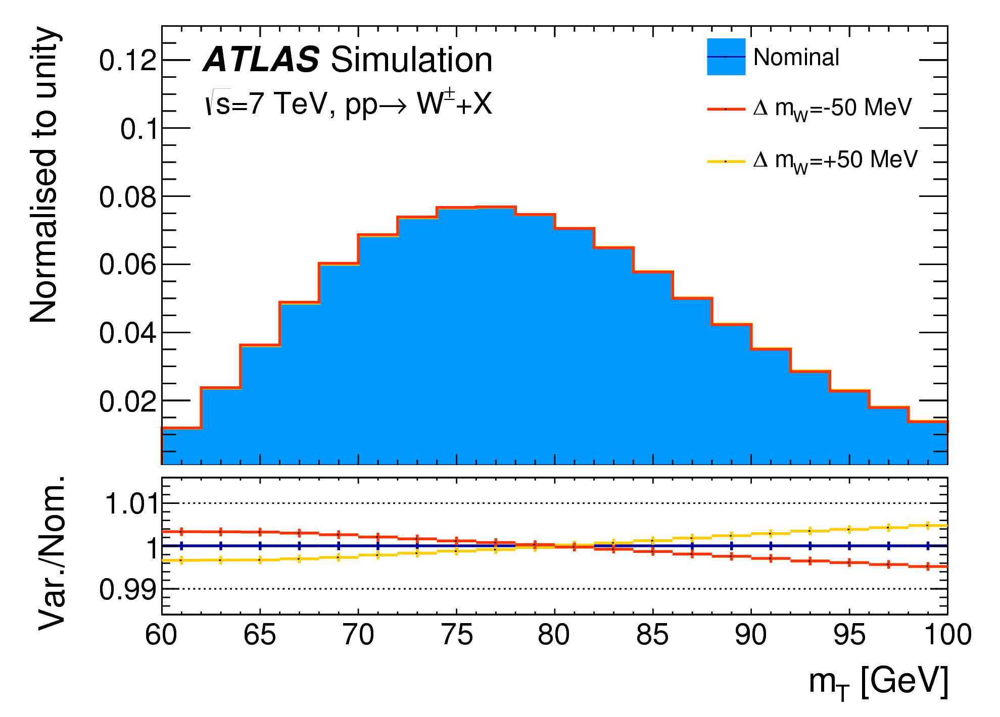 Normalised to unity
0.12
0.1
0.08
0.06
0.04
0.02
ATLAS Simulation
√s=7 TeV, pp→ W±+X
Nominal
Δ mW=-50 MeV
Δ mW=+50 MeV
Var./Nom.
1.01
1
0.99
60 65 70 75 80 85 90 95 100
mT [GeV]